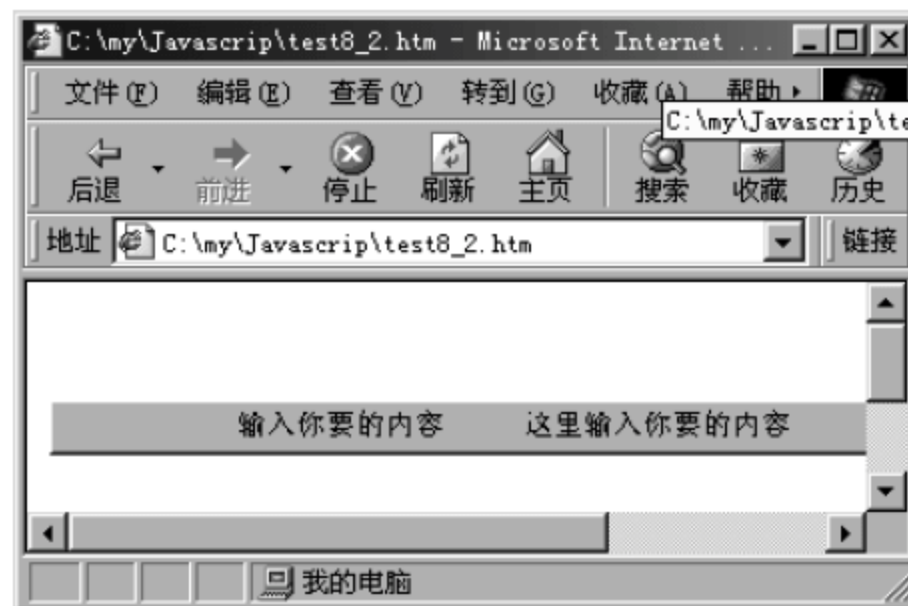 C:\my\Javascrip\test8_2.htm - Microsoft Internet ...
文件(F) 编辑(E) 查看(V) 转到(G) 收藏(A) 帮助
C:\my\Javascrip\te
后退 前进 停止 刷新 主页 搜索 收藏 历史
地址 C:\my\Javascrip\test8_2.htm 链接
输入你要的内容 这里输入你要的内容
我的电脑